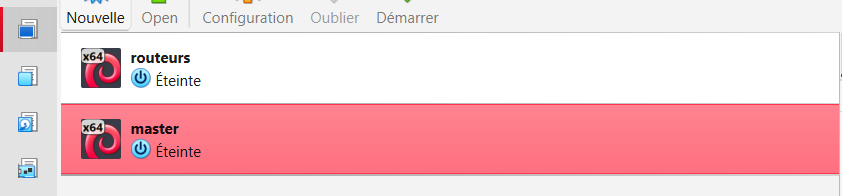 Nouvelle Open Configuration Oublier Démarrer
x64 routeurs
Éteinte
x64 master
Éteinte